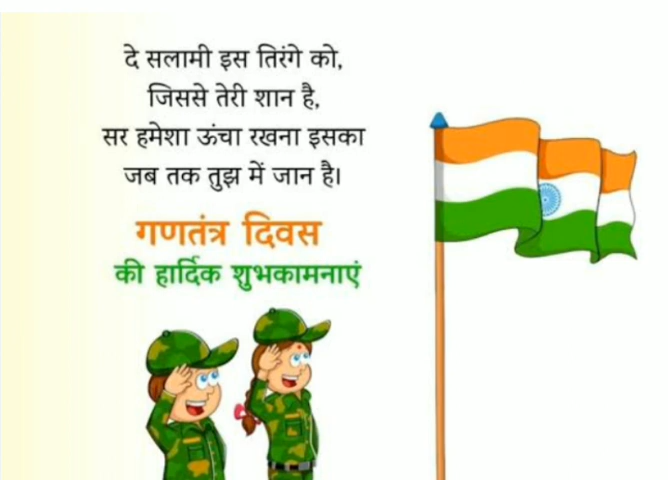 दे सलामी इस तिरंगे को,
जिससे तेरी शान है,
सर हमेशा ऊंचा रखना इसका
जब तक तुझ में जान है।
गणतंत्र दिवस
की हार्दिक शुभकामनाएं